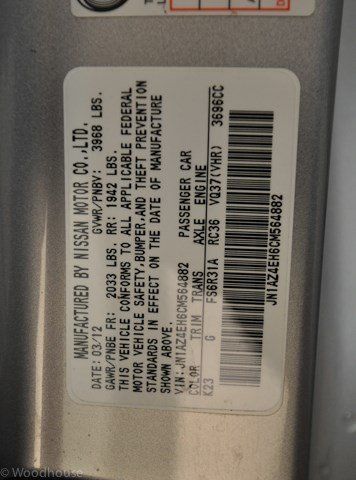 MANUFACTURED BY NISSAN MOTOR CO.,LTD.
DATE: 03/12 GVWR/PNBV: 3968 LBS.
GAWR/PNBE FR: 2033 LBS. RR: 1942 LBS.
THIS VEHICLE CONFORMS TO ALL APPLICABLE FEDERAL
MOTOR VEHICLE SAFETY,BUMPER,AND THEFT PREVENTION
STANDARDS IN EFFECT ON THE DATE OF MANUFACTURE
SHOWN ABOVE.
VIN:JN1AZ4EH6CM564882 PASSENGER CAR
COLOR TRIM TRANS AXLE ENGINE
K23 G FS6R31A RC36 VQ37(VHR) 3696CC
JN1AZ4EH6CM564882
© Woodhouse